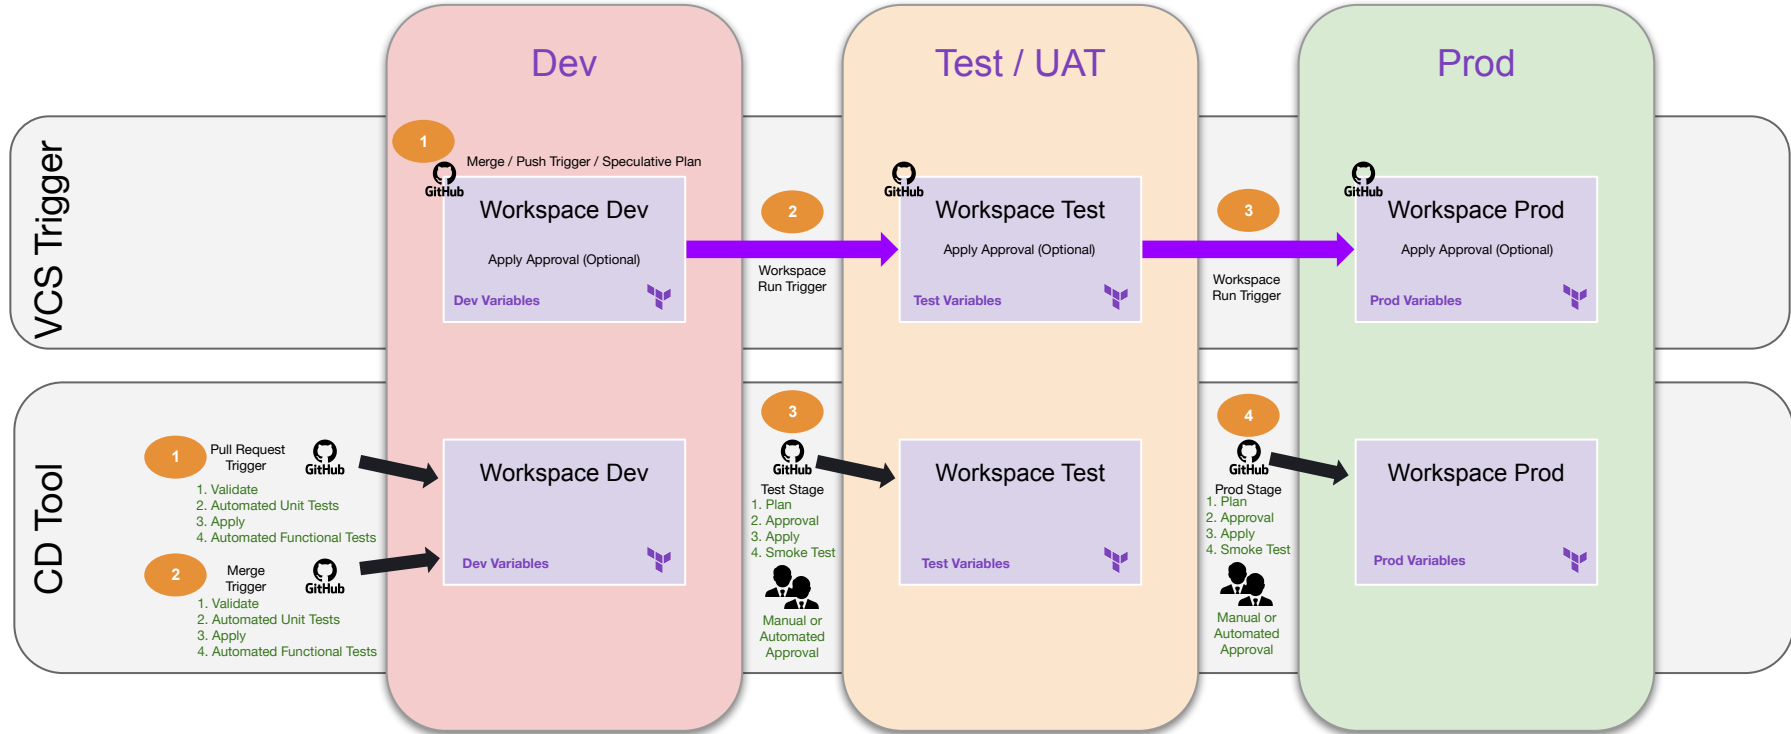 Dev
Test / UAT
Prod
VCS Trigger
1
Merge / Push Trigger / Speculative Plan
GitHub
Workspace Dev
Apply Approval (Optional)
Dev Variables
2
Workspace
Run Trigger
GitHub
Workspace Test
Apply Approval (Optional)
Test Variables
3
Workspace
Run Trigger
GitHub
Workspace Prod
Apply Approval (Optional)
Prod Variables
CD Tool
1
Pull Request
Trigger
GitHub
1. Validate
2. Automated Unit Tests
3. Apply
4. Automated Functional Tests
2
Merge
Trigger
GitHub
1. Validate
2. Automated Unit Tests
3. Apply
4. Automated Functional Tests
Workspace Dev
Dev Variables
3
GitHub
Test Stage
1. Plan
2. Approval
3. Apply
4. Smoke Test
Manual or
Automated
Approval
Workspace Test
Test Variables
4
GitHub
Prod Stage
1. Plan
2. Approval
3. Apply
4. Smoke Test
Manual or
Automated
Approval
Workspace Prod
Prod Variables